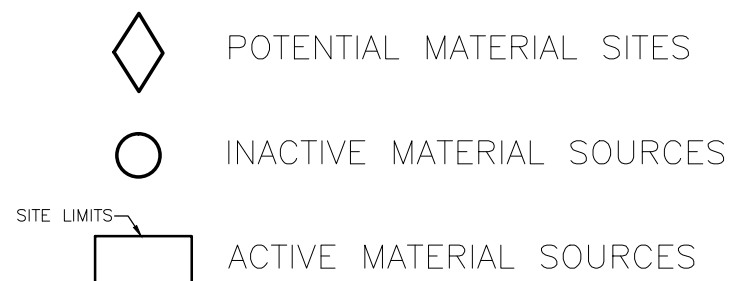 POTENTIAL MATERIAL SITES
INACTIVE MATERIAL SOURCES
SITE LIMITS
ACTIVE MATERIAL SOURCES